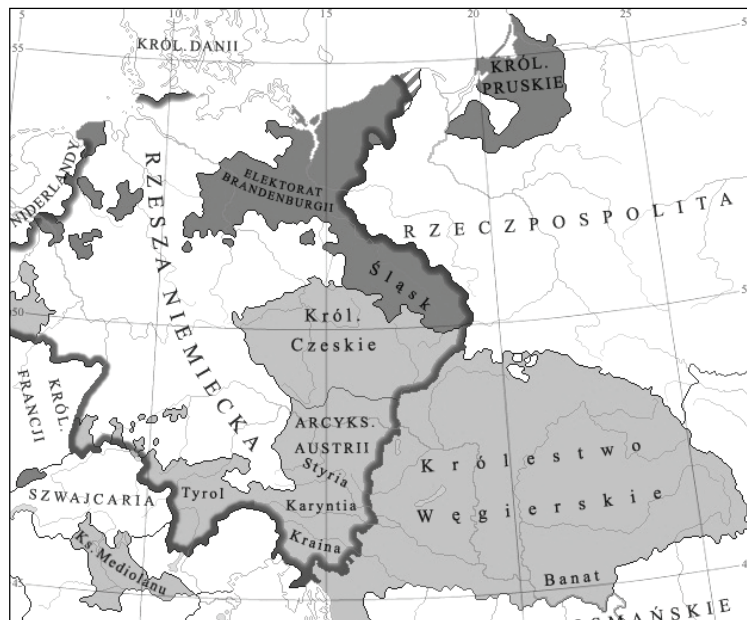 5
10
15
20
25
55
KRÓL. DANII
KRÓL.
PRUSKIE
NIDERLANDY
RZESZA NIEMIECKA
ELEKTORAT
BRANDENBURGII
RZECZPOSPOLITA
Śląsk
50
Król.
Czeskie
KRÓL.
FRANCJI
ARCYKS.
AUSTRII
Styria
Królestwo
Węgierskie
SZWAJCARIA
Tyrol
Karyntia
Kraina
Ks. Mediolanu
Banat